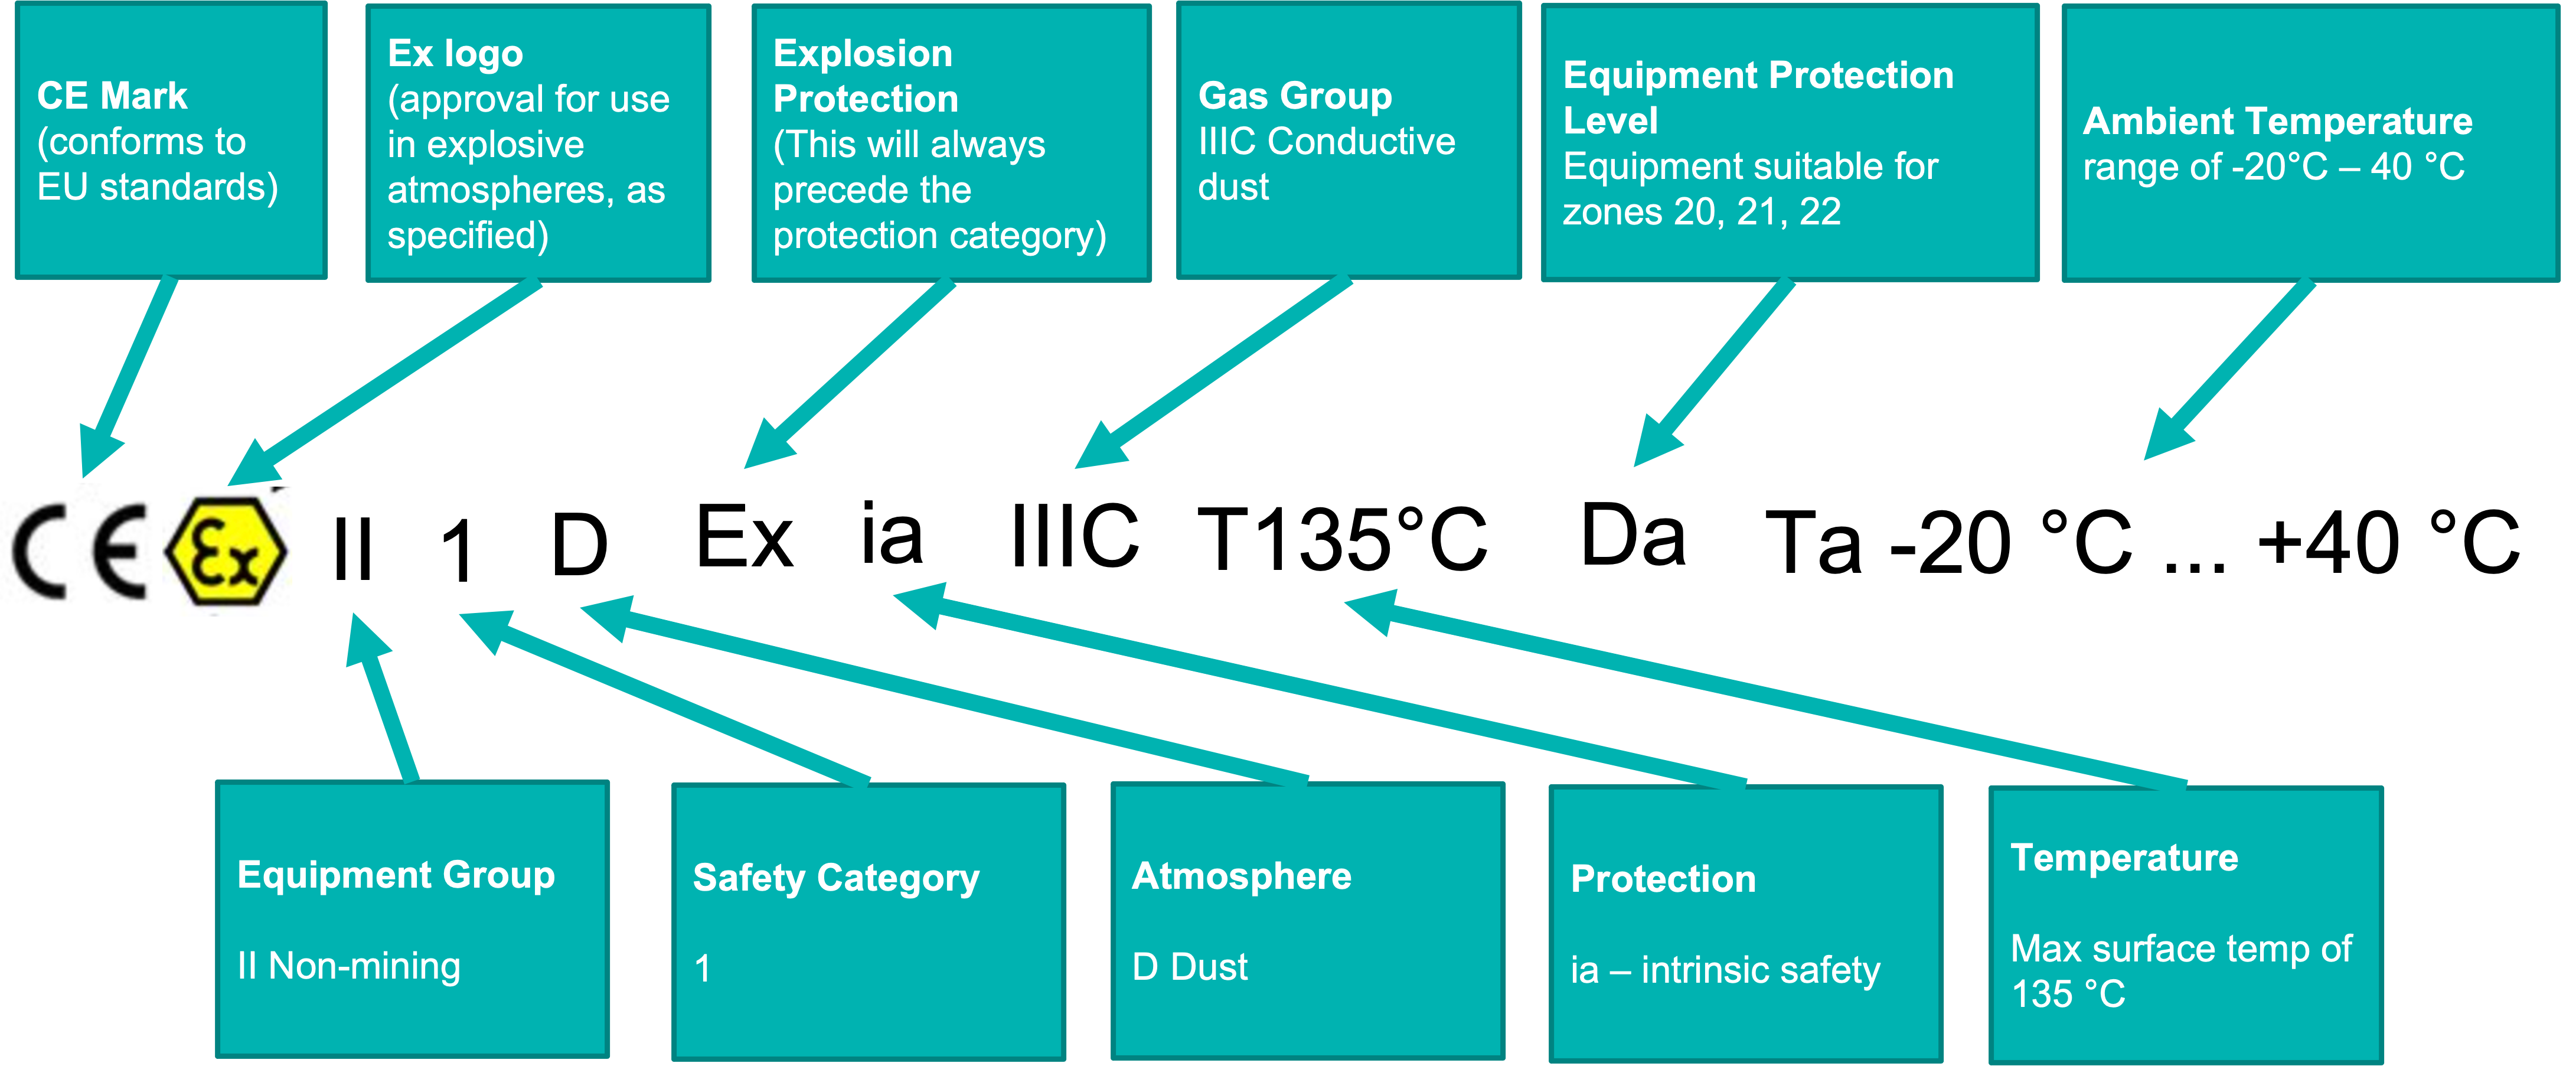 CE Mark
(conforms to
EU standards)
Ex logo
(approval for use
in explosive
atmospheres, as
specified)
Explosion
Protection
(This will always
precede the
protection category)
Gas Group
IIIC Conductive
dust
Equipment Protection
Level
Equipment suitable for
zones 20, 21, 22
Ambient Temperature
range of -20°C – 40 °C
CE Ex II 1 D Ex ia IIIC T135°C Da Ta -20 °C ... +40 °C
Equipment Group
II Non-mining
Safety Category
1
Atmosphere
D Dust
Protection
ia – intrinsic safety
Temperature
Max surface temp of
135 °C